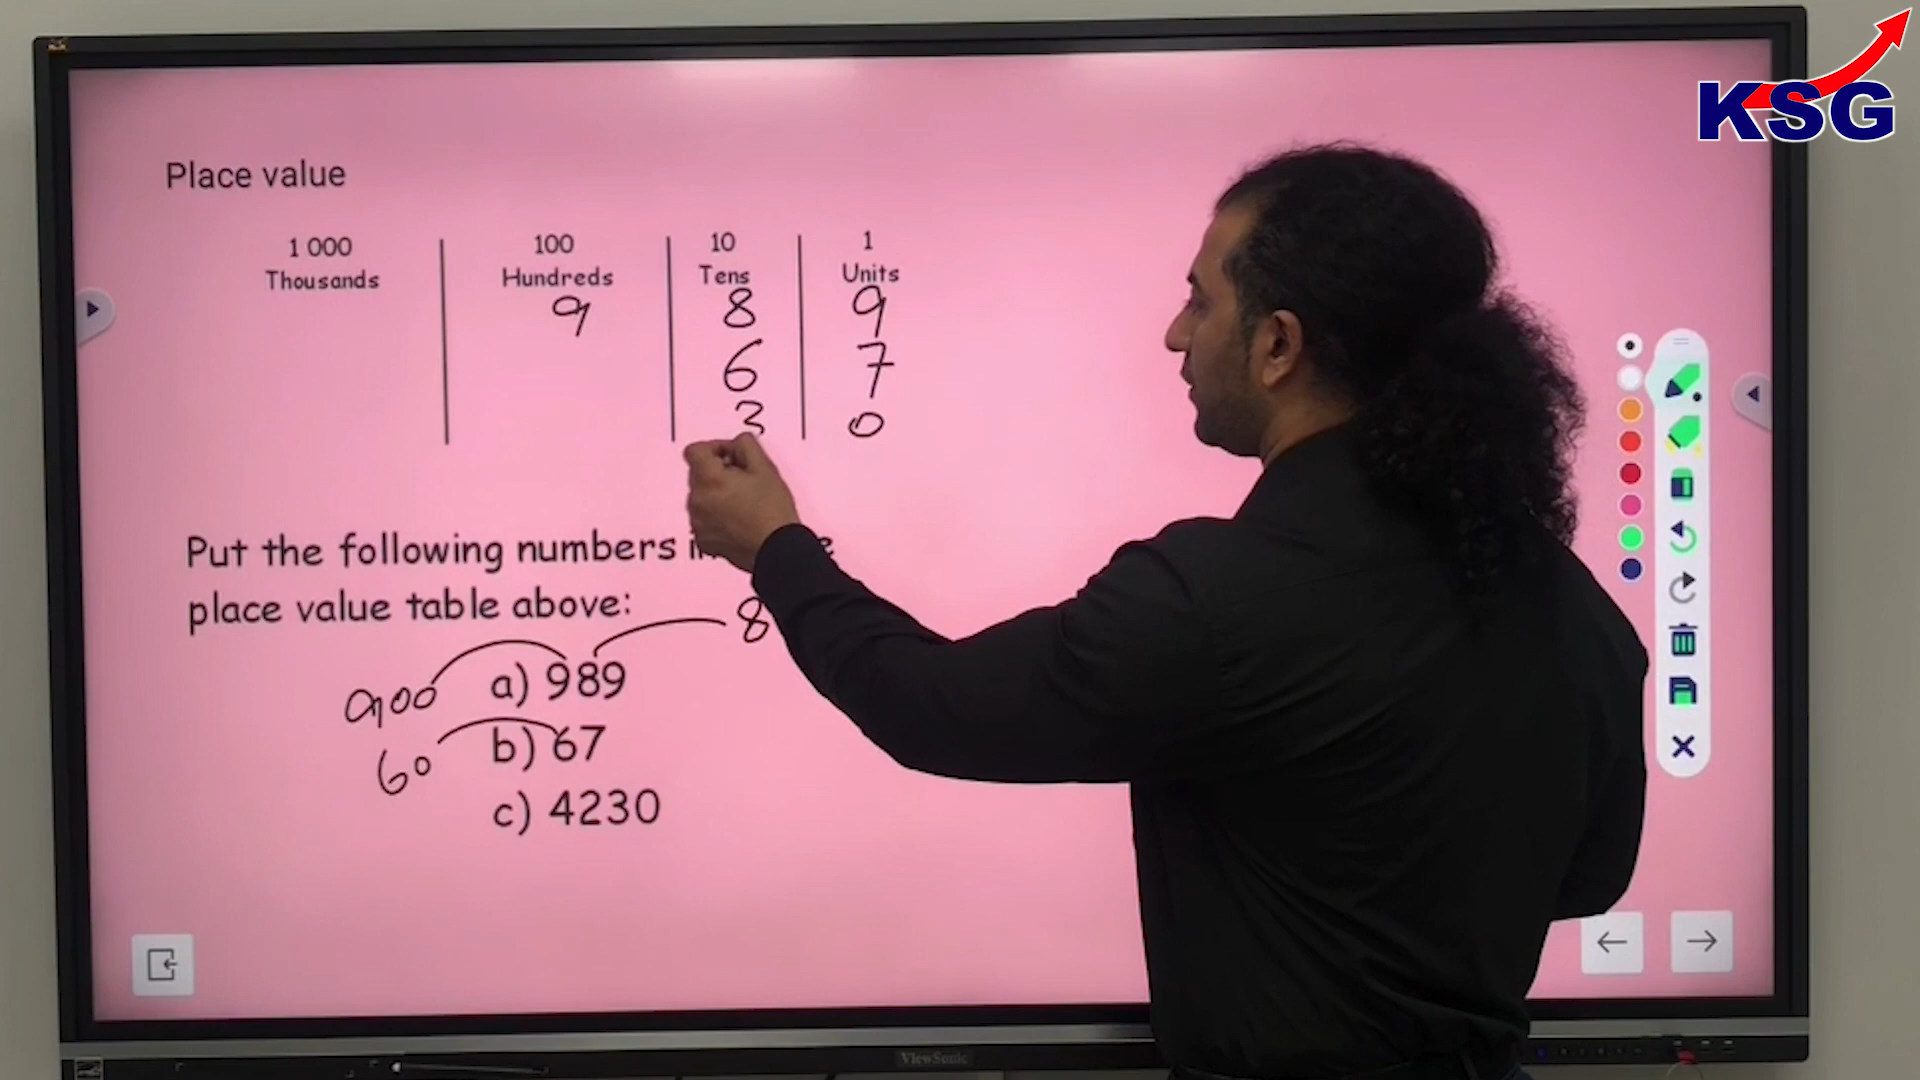 KSG
Place value
1 000 100 10 1
Thousands Hundreds Tens Units
9 8 9
6 7
3 0
Put the following numbers
place value table above:
8
900 a) 989
60 b) 67
c) 4230
ViewSonic